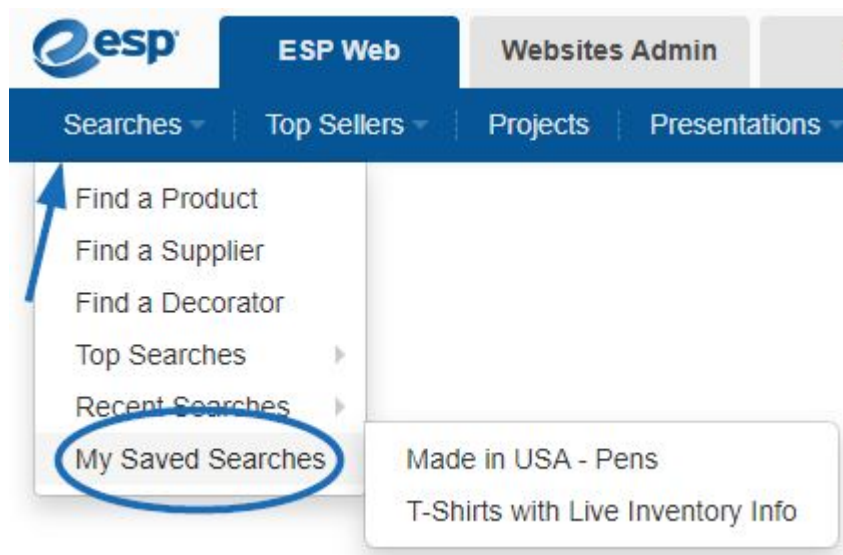 esp
ESP Web
Websites Admin
Searches
Top Sellers
Projects
Presentations
Find a Product
Find a Supplier
Find a Decorator
Top Searches
Recent Searches
My Saved Searches
Made in USA - Pens
T-Shirts with Live Inventory Info